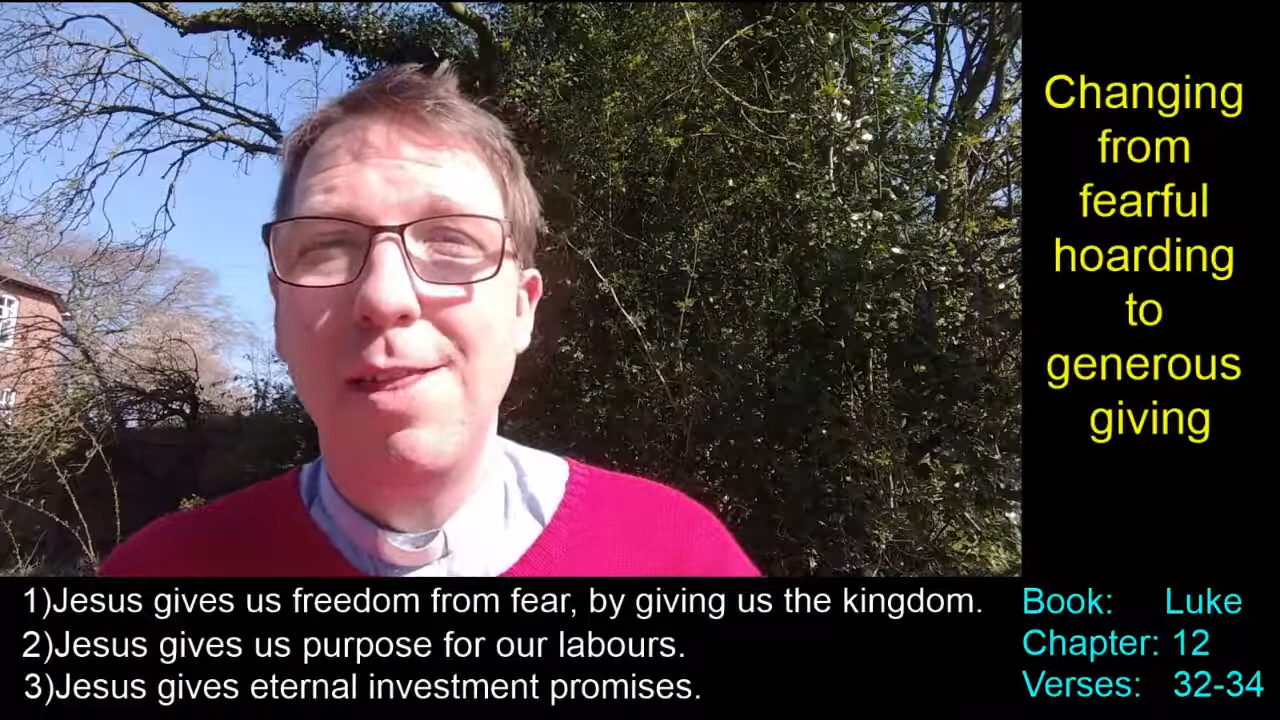 Changing
from
fearful
hoarding
to
generous
giving
1)Jesus gives us freedom from fear, by giving us the kingdom.
2)Jesus gives us purpose for our labours.
3)Jesus gives eternal investment promises.
Book: Luke
Chapter: 12
Verses: 32-34